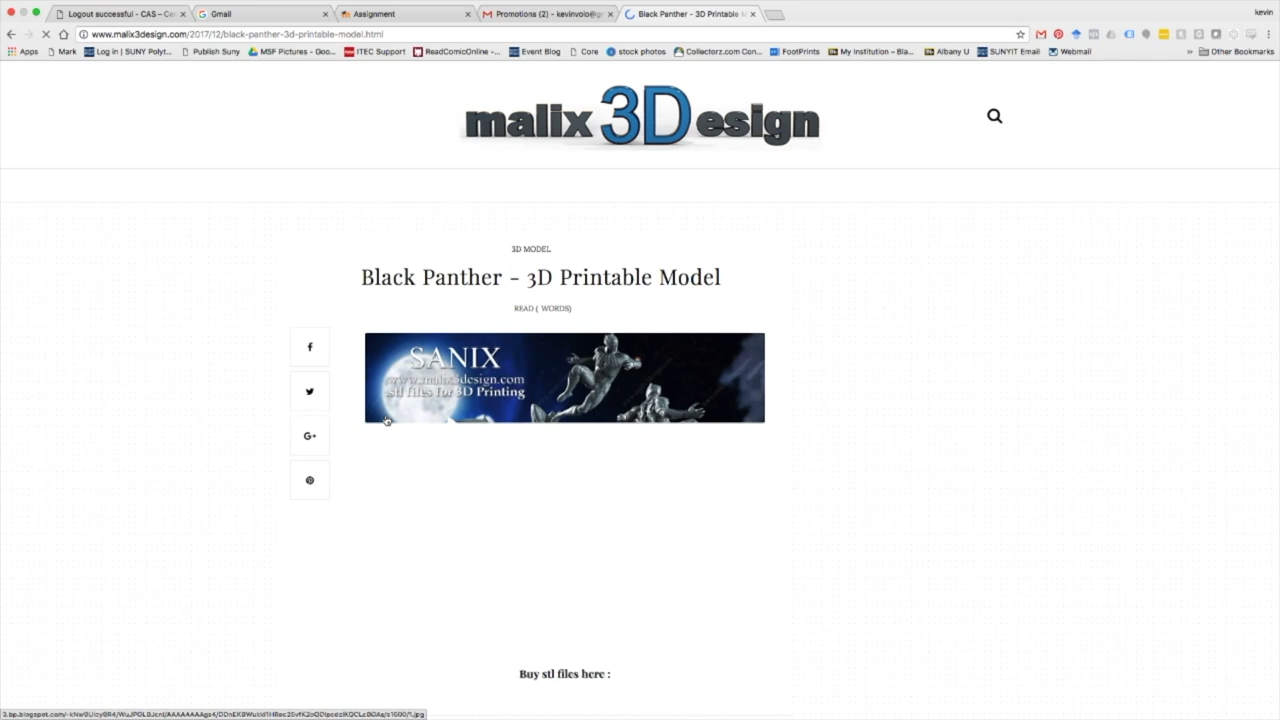 Logout successful - CAS – Ce
Gmail
Assignment
Promotions (2) - kevinvolo@g
Black Panther - 3D Printable M
kevin
www.malix3design.com/2017/12/black-panther-3d-printable-model.html
Apps
Mark
Log in | SUNY Polyt...
Publish Suny
MSF Pictures - Goo...
ITEC Support
ReadComicOnline -...
Event Blog
Core
stock photos
Collectorz.com Con...
FootPrints
My Institution – Bla...
Albany U
SUNYIT Email
Webmail
Other Bookmarks
malix 3Design
3D MODEL
Black Panther - 3D Printable Model
READ ( WORDS)
SANIX
www.malix3design.com
.stl files for 3D Printing
Buy stl files here :